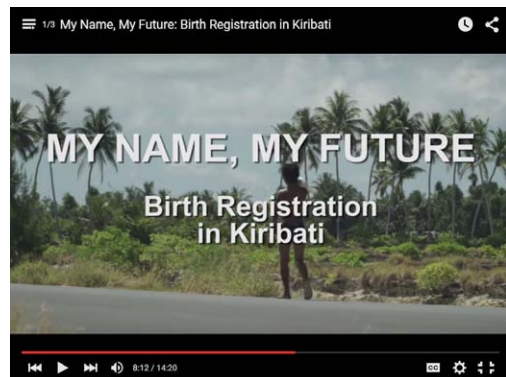 1/3 My Name, My Future: Birth Registration in Kiribati
MY NAME, MY FUTURE
Birth Registration
in Kiribati
8:12 / 14:20
CC